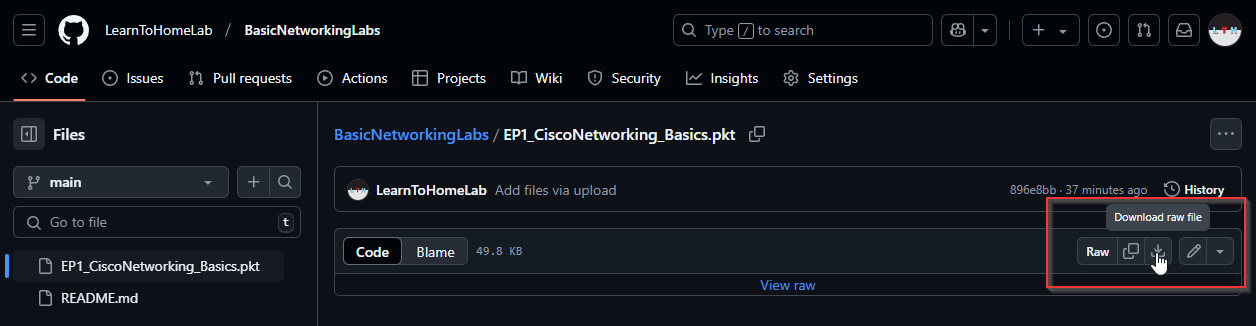 LearnToHomeLab / BasicNetworkingLabs Type / to search
Code Issues Pull requests Actions Projects Wiki Security Insights Settings
Files
BasicNetworkingLabs / EP1_CiscoNetworking_Basics.pkt
main
LearnToHomeLab Add files via upload 896e8bb · 37 minutes ago History
Go to file t
Download raw file
Code Blame 49.8 KB Raw
EP1_CiscoNetworking_Basics.pkt
View raw
README.md